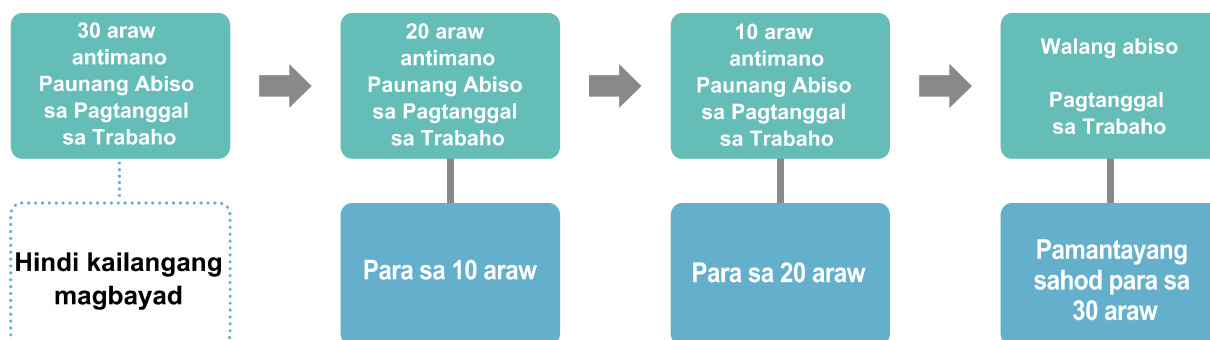 30 araw
antimano
Paunang Abiso
sa Pagtanggal
sa Trabaho
20 araw
antimano
Paunang Abiso
sa Pagtanggal
sa Trabaho
10 araw
antimano
Paunang Abiso
sa Pagtanggal
sa Trabaho
Walang abiso
Pagtanggal
sa Trabaho
Hindi kailangang
magbayad
Para sa 10 araw
Para sa 20 araw
Pamantayang
sahod para sa
30 araw